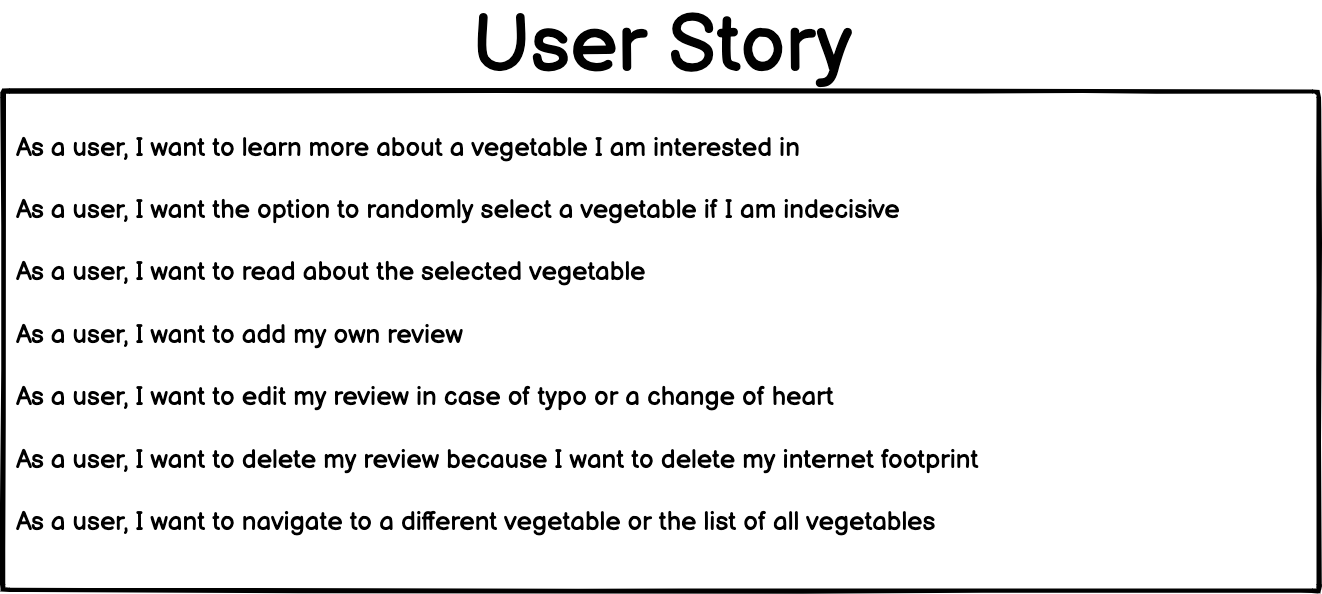 User Story
As a user, I want to learn more about a vegetable I am interested in
As a user, I want the option to randomly select a vegetable if I am indecisive
As a user, I want to read about the selected vegetable
As a user, I want to add my own review
As a user, I want to edit my review in case of typo or a change of heart
As a user, I want to delete my review because I want to delete my internet footprint
As a user, I want to navigate to a different vegetable or the list of all vegetables